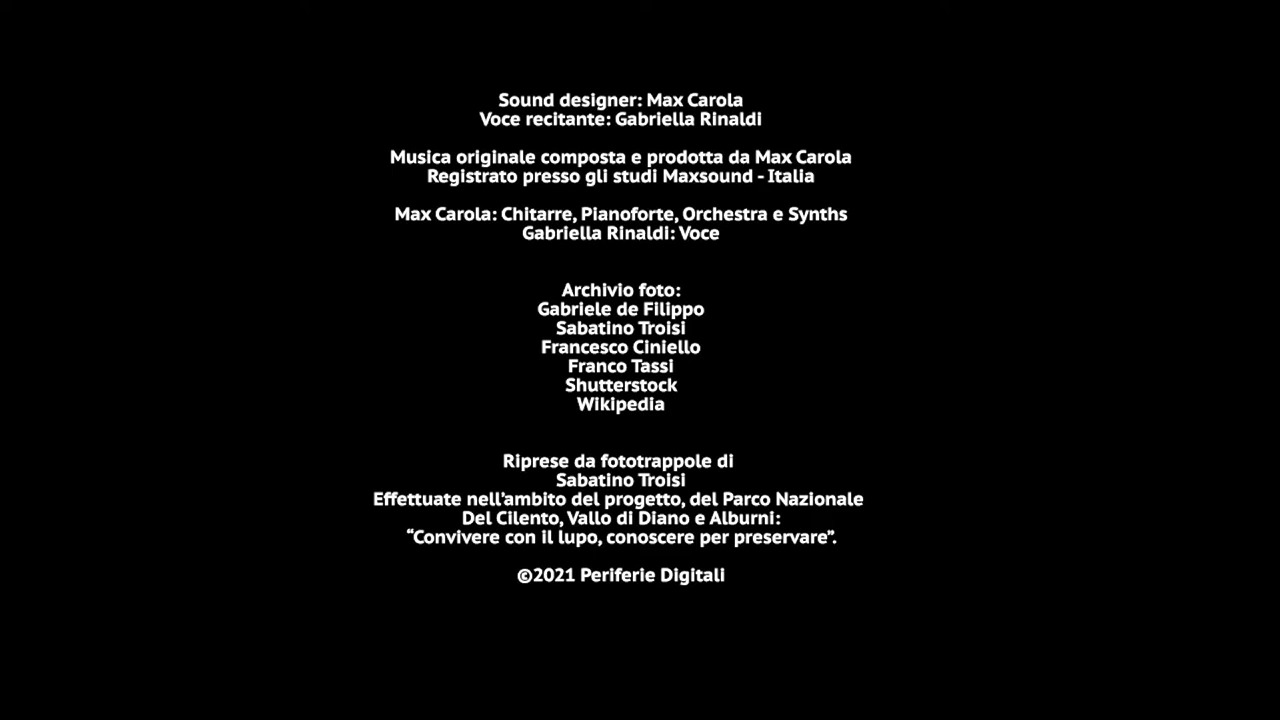 Sound designer: Max Carola
Voce recitante: Gabriella Rinaldi
Musica originale composta e prodotta da Max Carola
Registrato presso gli studi Maxsound - Italia
Max Carola: Chitarre, Pianoforte, Orchestra e Synths
Gabriella Rinaldi: Voce
Archivio foto:
Gabriele de Filippo
Sabatino Troisi
Francesco Ciniello
Franco Tassi
Shutterstock
Wikipedia
Riprese da fototrappole di
Sabatino Troisi
Effettuate nell’ambito del progetto, del Parco Nazionale
Del Cilento, Vallo di Diano e Alburni:
“Convivere con il lupo, conoscere per preservare”.
©2021 Periferie Digitali